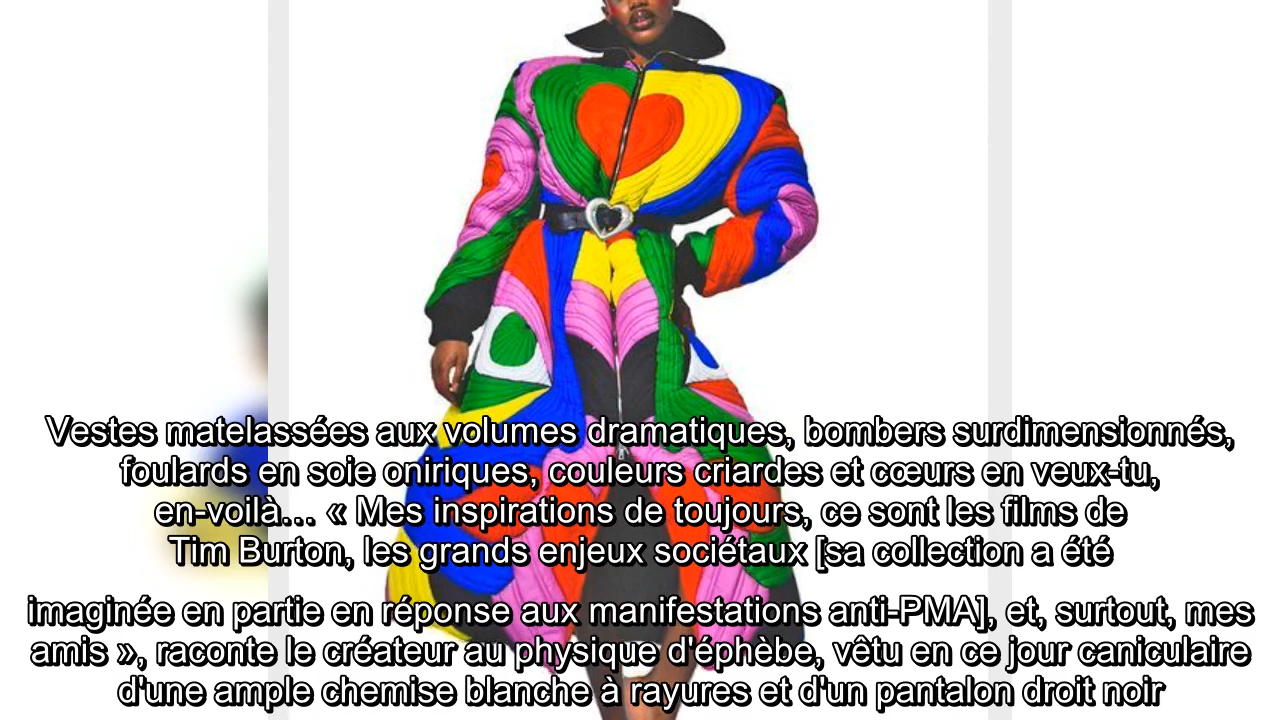 Vestes matelassées aux volumes dramatiques, bombers surdimensionnés,
foulards en soie oniriques, couleurs criardes et cœurs en veux-tu,
en-voilà… « Mes inspirations de toujours, ce sont les films de
Tim Burton, les grands enjeux sociétaux [sa collection a été
imaginée en partie en réponse aux manifestations anti-PMA], et, surtout, mes
amis », raconte le créateur au physique d'éphèbe, vêtu en ce jour caniculaire
d'une ample chemise blanche à rayures et d'un pantalon droit noir